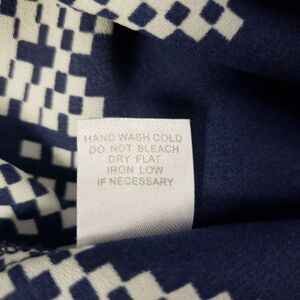 HAND WASH COLD
DO NOT BLEACH
DRY FLAT
IRON LOW
IF NECESSARY